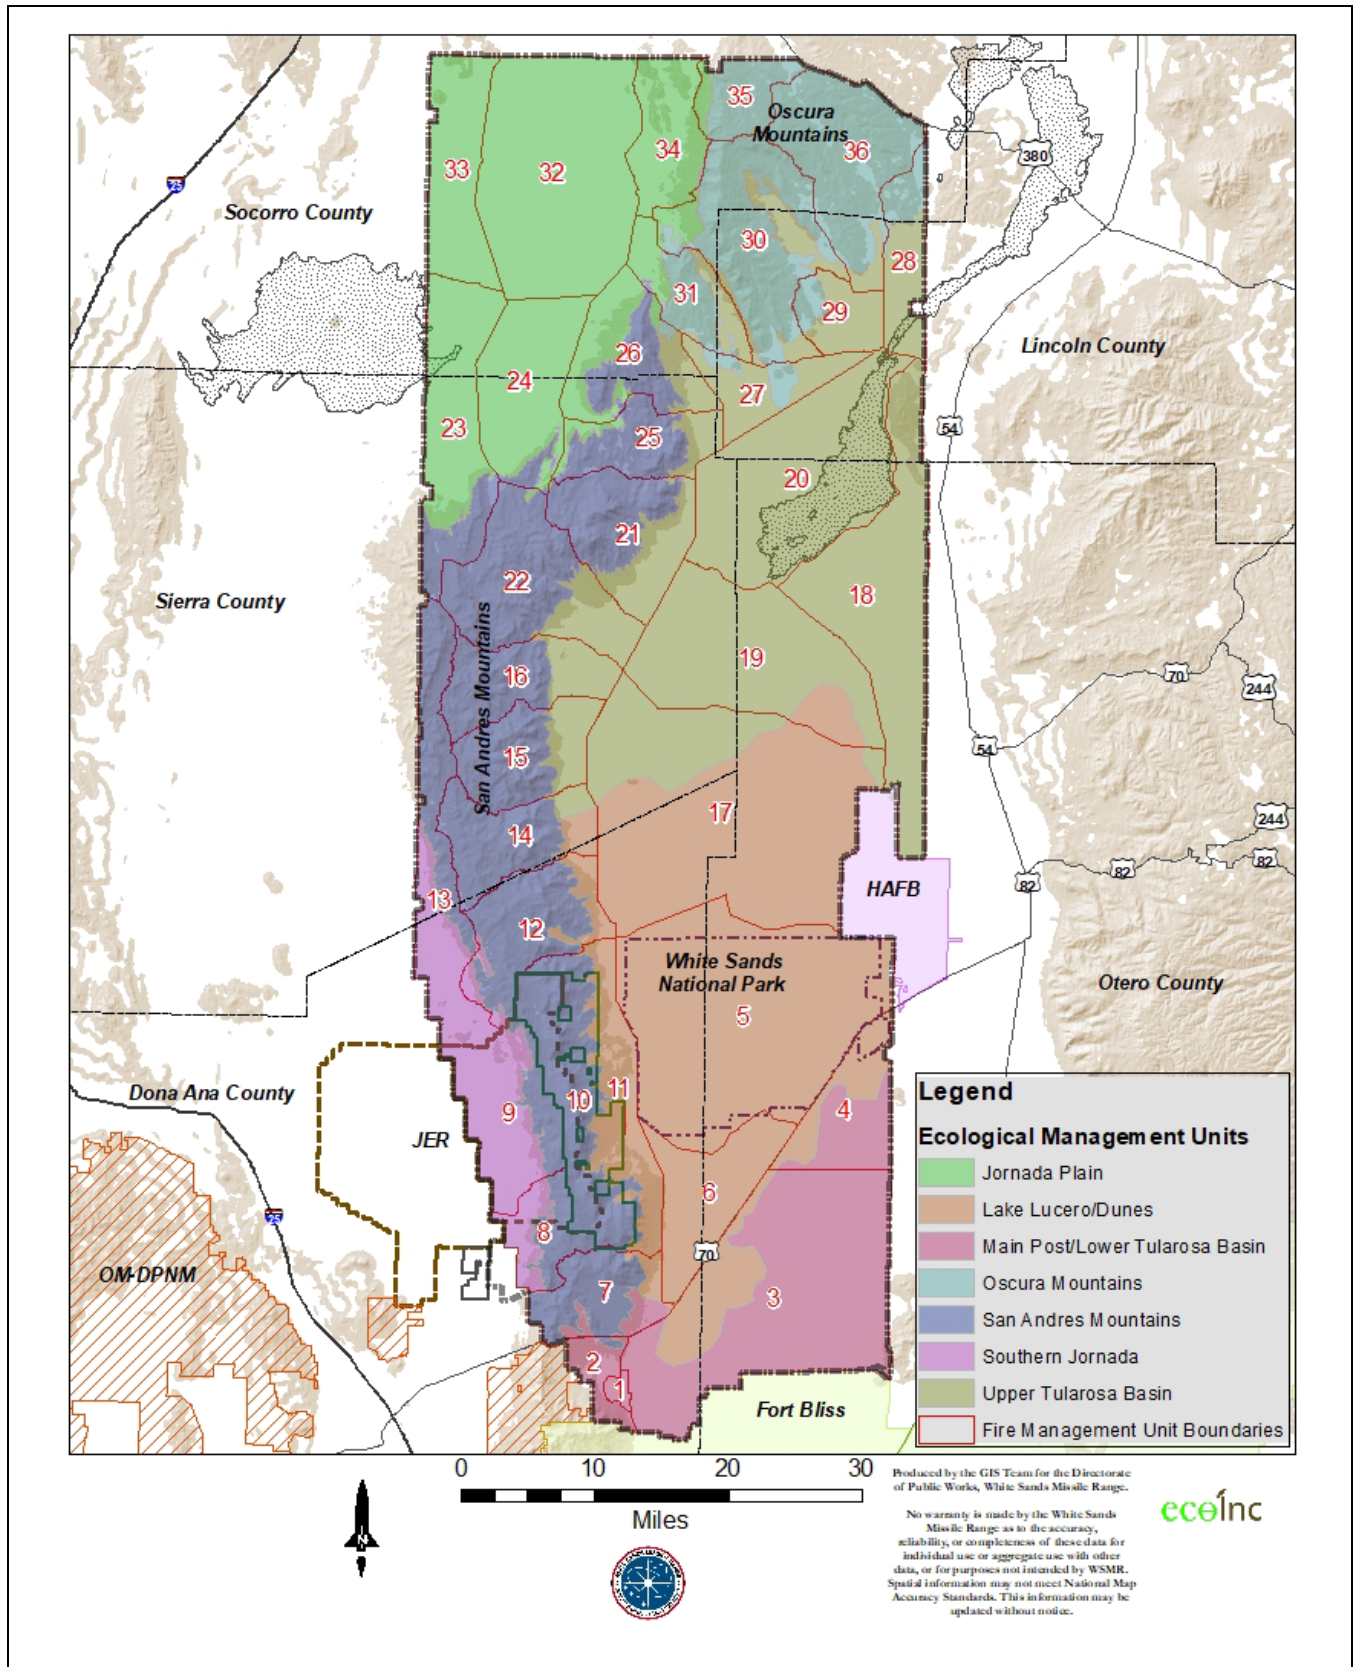 35
Oscura
Mountains
36
34
33
32
380
25
Socorro County
30
28
31
29
Lincoln County
26
24
27
54
23
25
20
21
22
18
Sierra County
San Andres Mountains
19
16
70
244
54
15
17
14
244
82
82
82
HAFB
13
12
White Sands
National Park
5
Otero County
Dona Ana County
JER
9
10
11
4
6
8
70
25
OM-DPNM
7
3
2
1
Fort Bliss
Legend
Ecological Management Units
Jornada Plain
Lake Lucero/Dunes
Main Post/Lower Tularosa Basin
Oscura Mountains
San Andres Mountains
Southern Jornada
Upper Tularosa Basin
Fire Management Unit Boundaries
0 10 20 30
Miles
N
Produced by the GIS Team for the Directorate
of Public Works, White Sands Missile Range.
No warranty is made by the White Sands
Missile Range as to the accuracy,
reliability, or completeness of these data for
individual use or aggregate use with other
data, or for purposes not intended by WSMR.
Spatial information may not meet National Map
Accuracy Standards. This information may be
updated without notice.
ecoInc